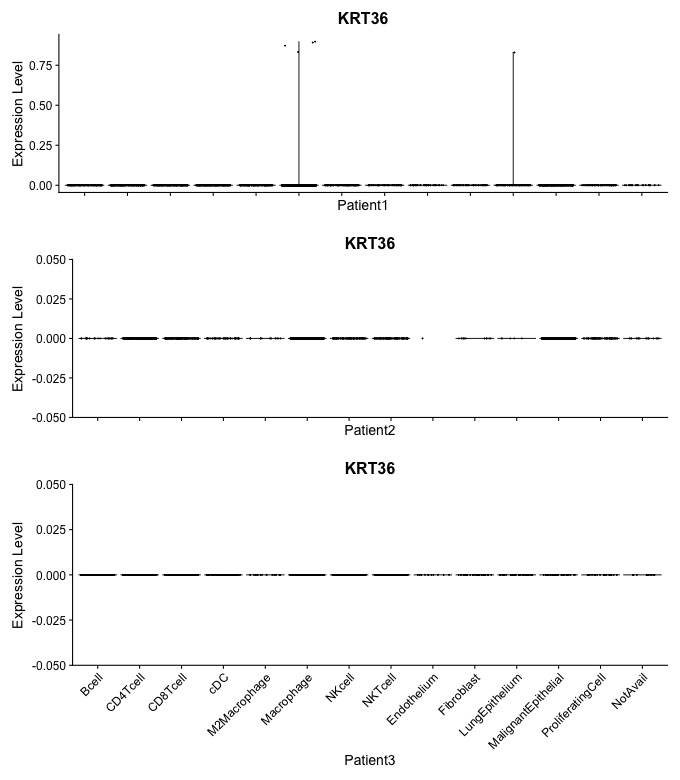 KRT36
Expression Level
0.75
0.50
0.25
0.00
Patient1
KRT36
Expression Level
0.050
0.025
0.000
-0.025
-0.050
Patient2
KRT36
Expression Level
0.050
0.025
0.000
-0.025
-0.050
Bcell
CD4Tcell
CD8Tcell
cDC
M2Macrophage
Macrophage
NKcell
NKTcell
Endothelium
Fibroblast
LungEpithelium
MalignantEpithelial
ProliferatingCell
NotAvail
Patient3